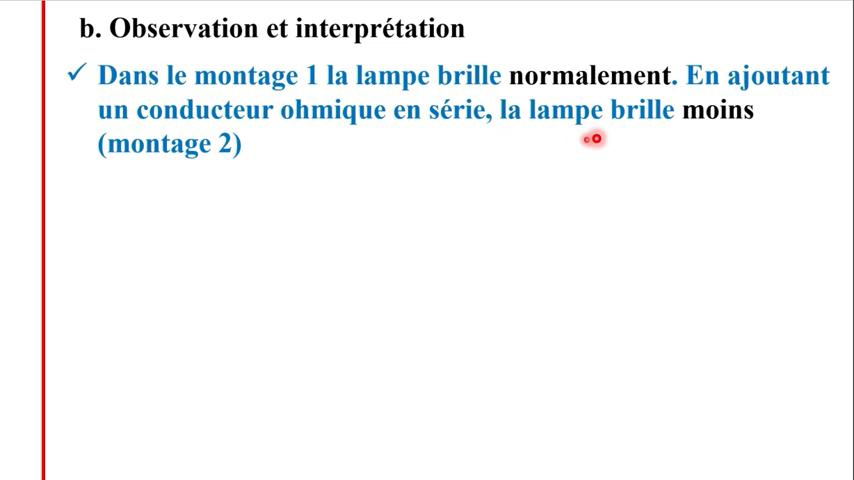 b. Observation et interprétation
✓ Dans le montage 1 la lampe brille normalement. En ajoutant
un conducteur ohmique en série, la lampe brille moins
(montage 2)